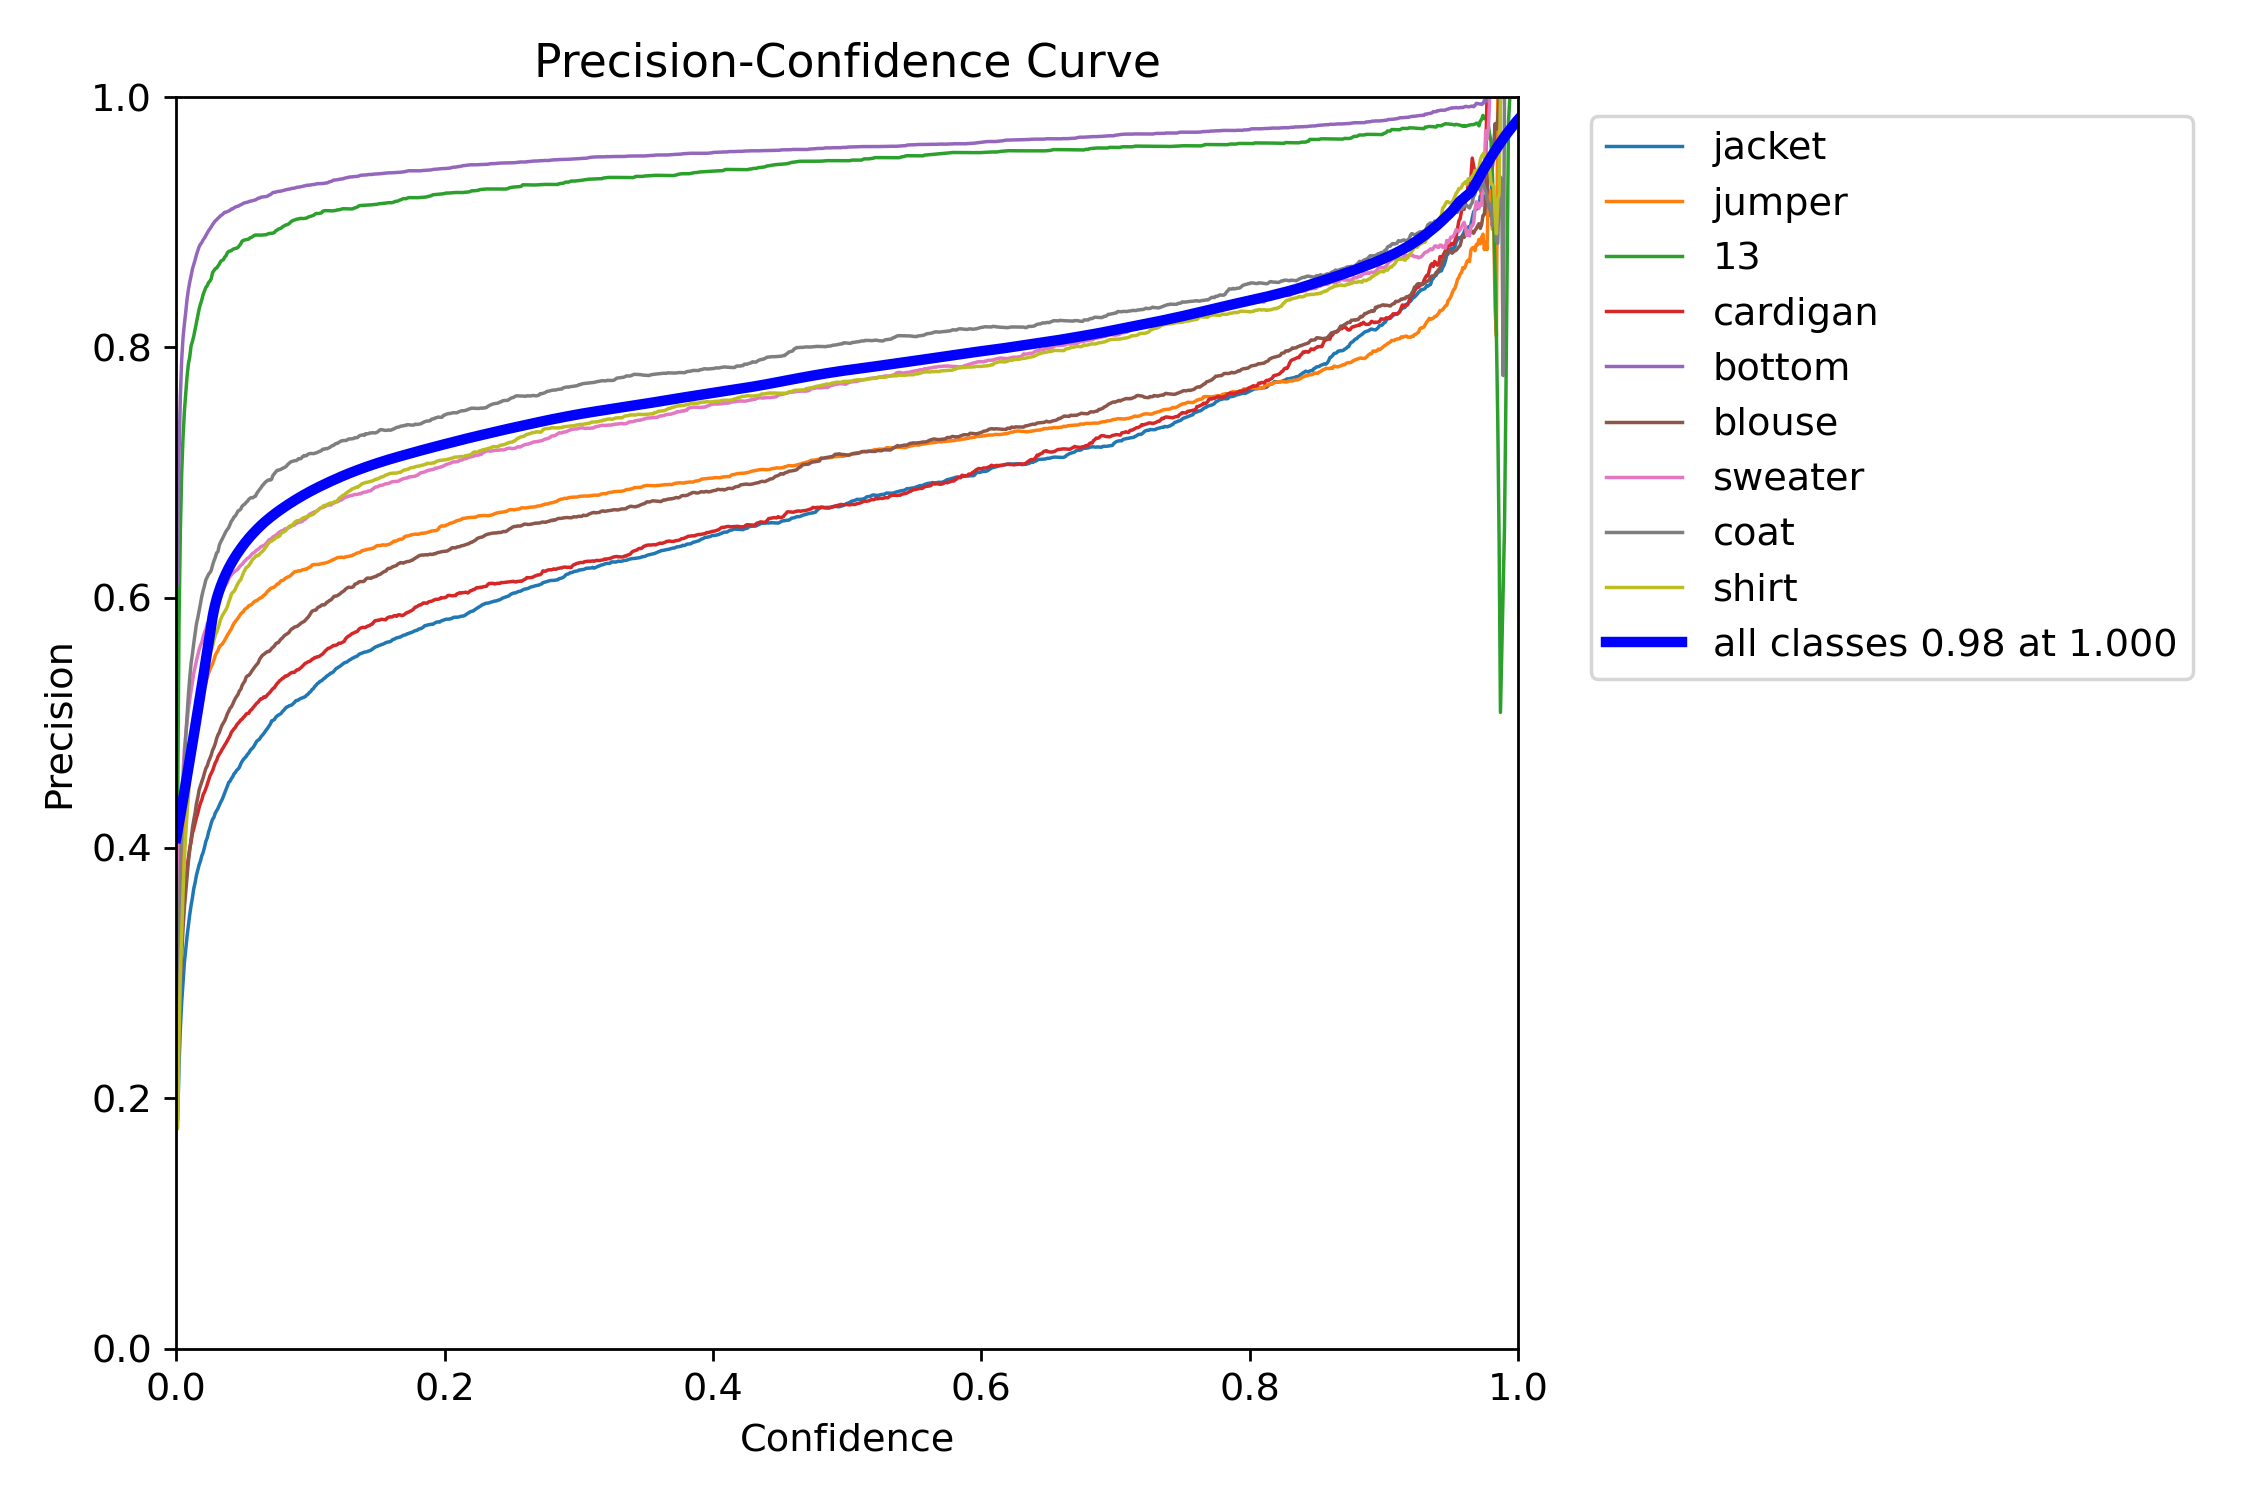 Precision-Confidence Curve
1.0
0.8
0.6
0.4
0.2
0.0
Precision
0.0 0.2 0.4 0.6 0.8 1.0
Confidence
jacket
jumper
13
cardigan
bottom
blouse
sweater
coat
shirt
all classes 0.98 at 1.000